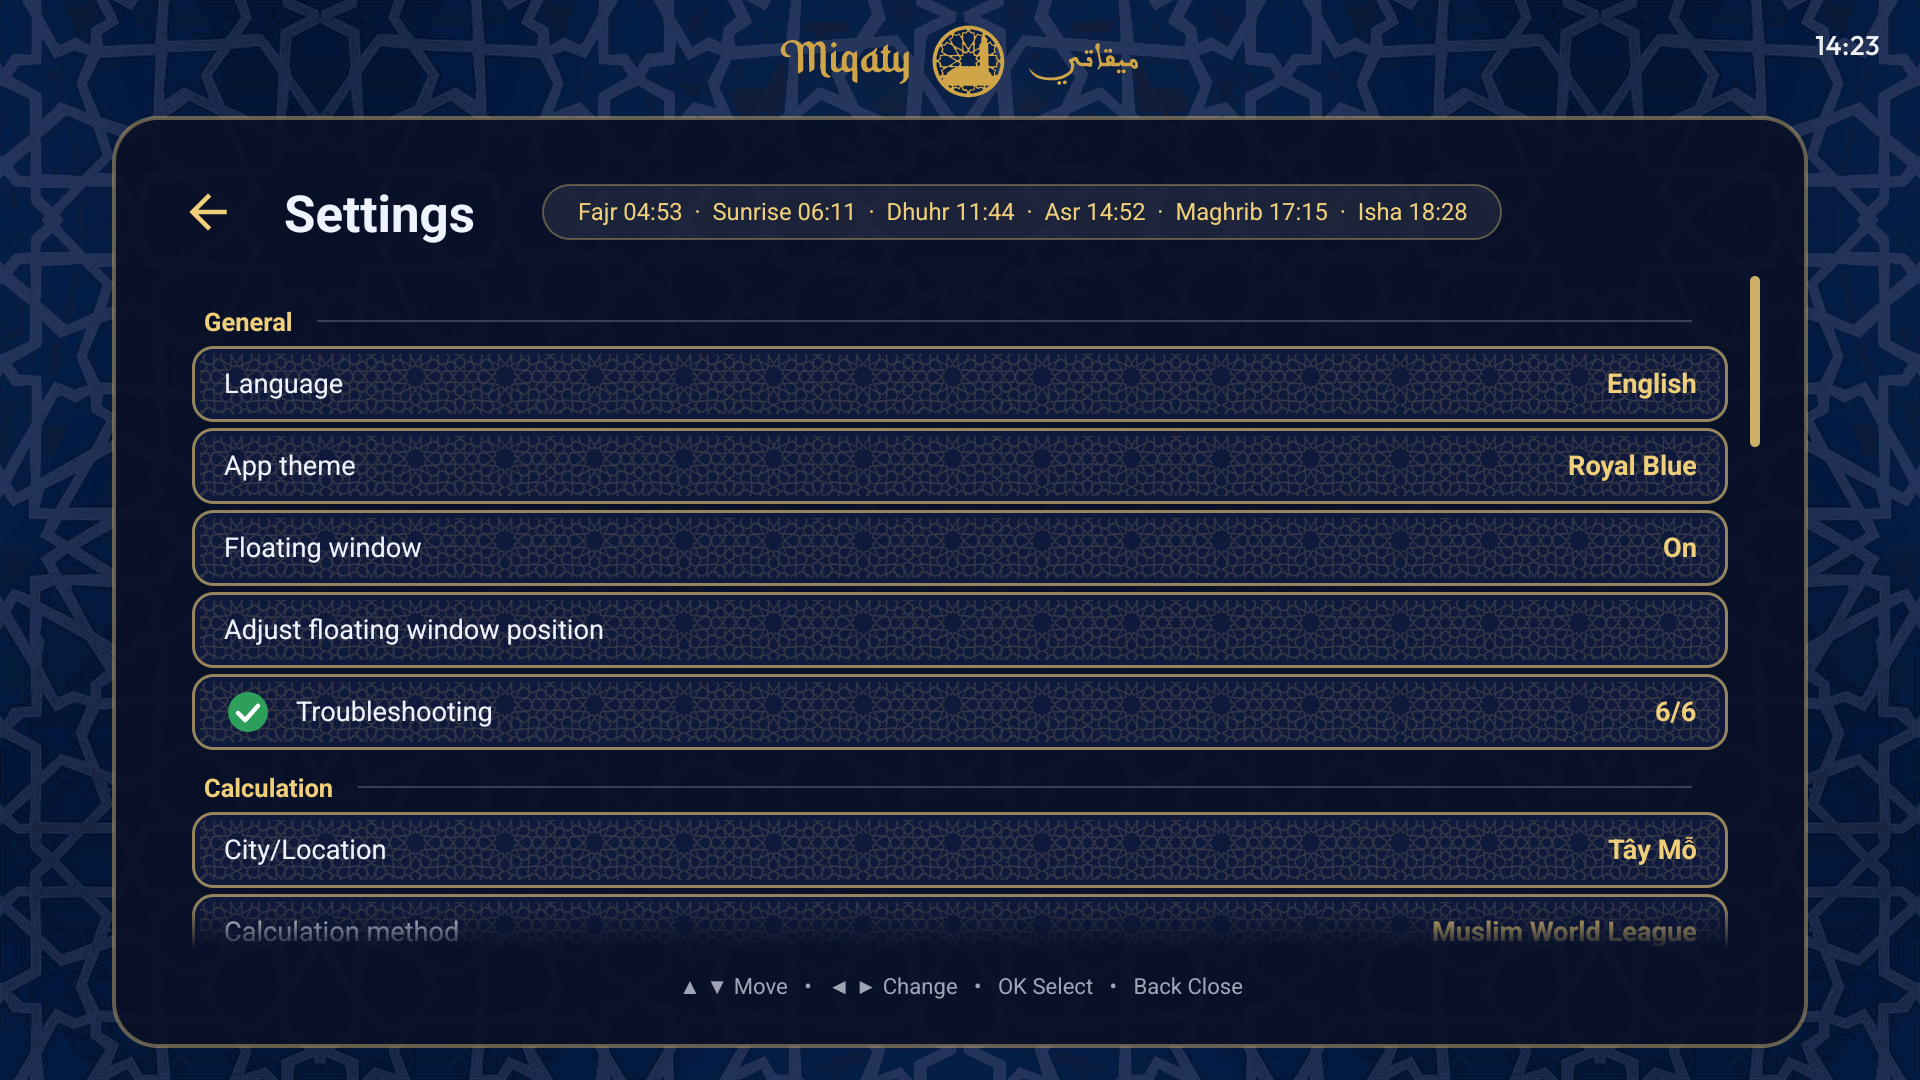 Miqaty ميقاتي
14:23
Settings
Fajr 04:53 · Sunrise 06:11 · Dhuhr 11:44 · Asr 14:52 · Maghrib 17:15 · Isha 18:28
General
Language English
App theme Royal Blue
Floating window On
Adjust floating window position
Troubleshooting 6/6
Calculation
City/Location Tây Mỗ
Calculation method Muslim World League
▲ ▼ Move • ◄ ► Change • OK Select • Back Close